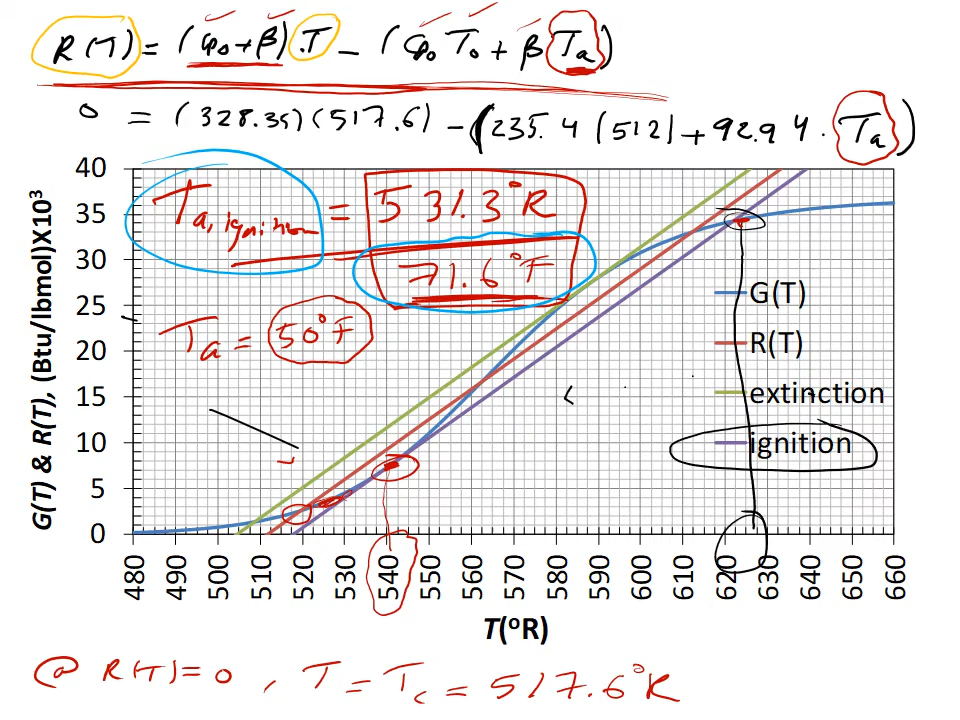 R(T) = (φ₀+β).T − (φ₀T₀ + βTₐ)
0 = (328.35)(517.6) − (235.4(512) + 92.94.Tₐ)
Tₐ, ignition = 531.3°R
71.6°F
Tₐ = 50°F
G(T) & R(T), (Btu/lbmol)X10³
40
35
30
25
20
15
10
5
0
G(T)
R(T)
extinction
ignition
480 490 500 510 520 530 540 550 560 570 580 590 600 610 620 630 640 650 660
T(ºR)
@ R(T)=0, T = T꜀ = 517.6°R